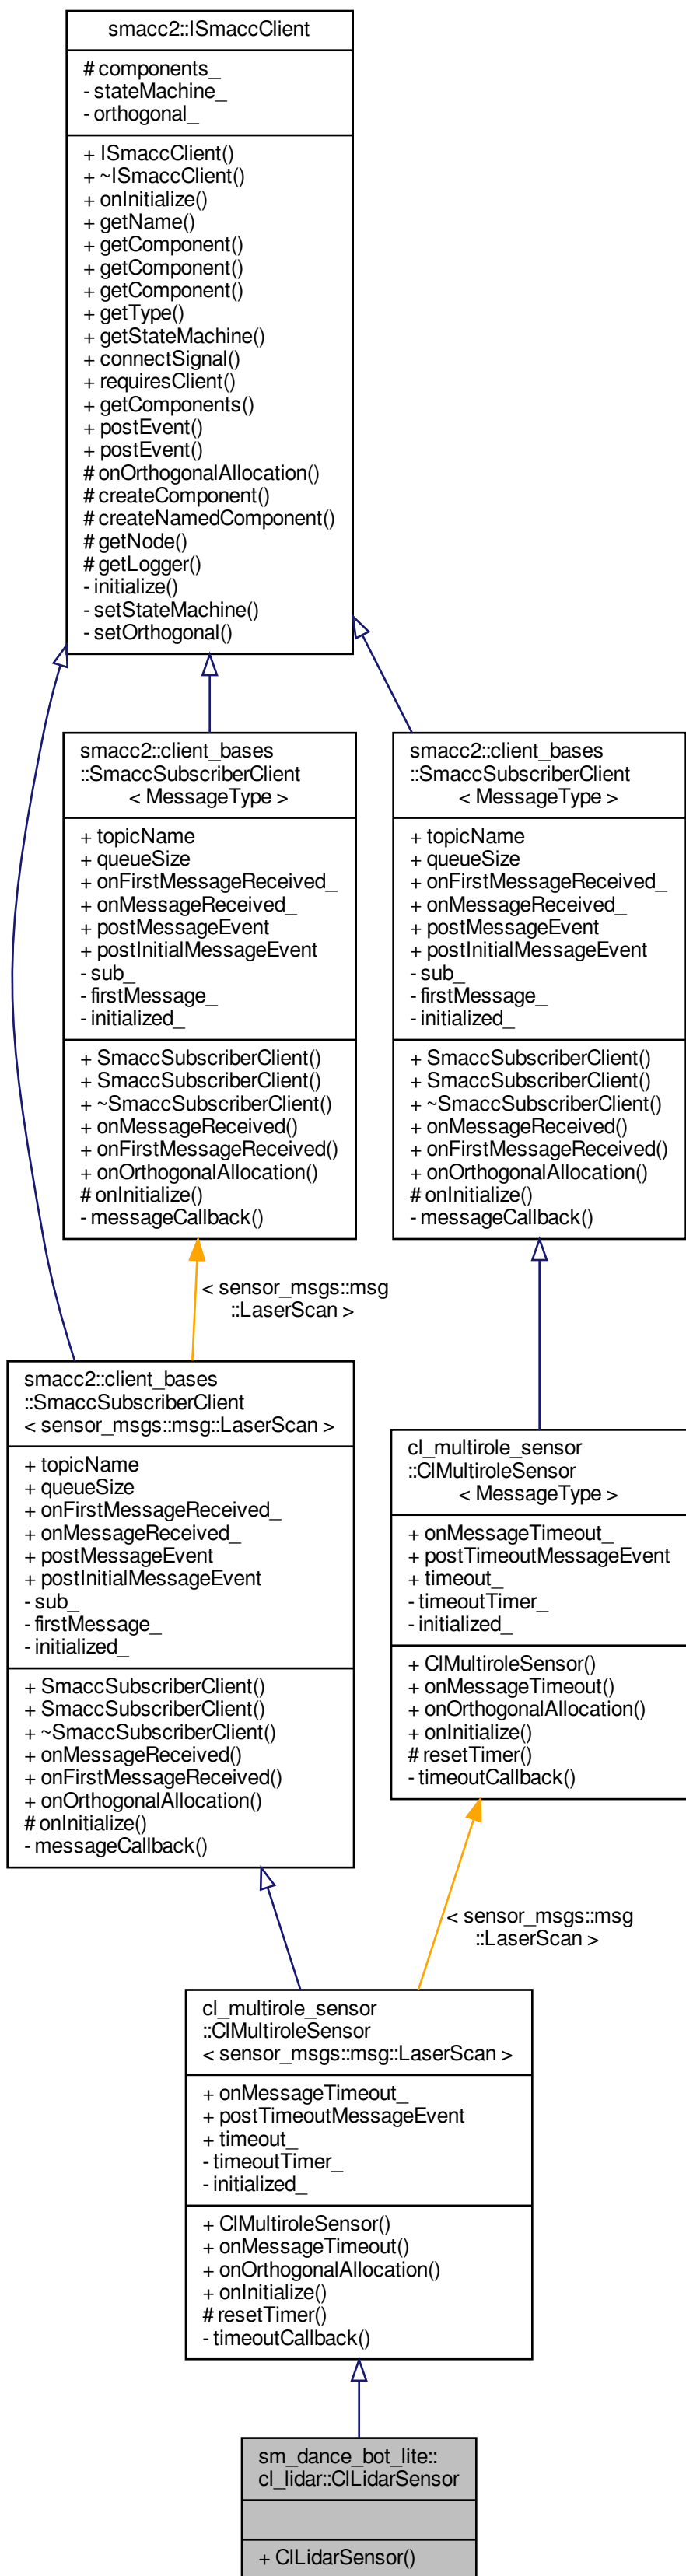 smacc2::ISmaccClient
# components_
- stateMachine_
- orthogonal_
+ ISmaccClient()
+ ~ISmaccClient()
+ onInitialize()
+ getName()
+ getComponent()
+ getComponent()
+ getComponent()
+ getType()
+ getStateMachine()
+ connectSignal()
+ requiresClient()
+ getComponents()
+ postEvent()
+ postEvent()
# onOrthogonalAllocation()
# createComponent()
# createNamedComponent()
# getNode()
# getLogger()
- initialize()
- setStateMachine()
- setOrthogonal()
smacc2::client_bases
::SmaccSubscriberClient
< MessageType >
+ topicName
+ queueSize
+ onFirstMessageReceived_
+ onMessageReceived_
+ postMessageEvent
+ postInitialMessageEvent
- sub_
- firstMessage_
- initialized_
+ SmaccSubscriberClient()
+ SmaccSubscriberClient()
+ ~SmaccSubscriberClient()
+ onMessageReceived()
+ onFirstMessageReceived()
+ onOrthogonalAllocation()
# onInitialize()
- messageCallback()
smacc2::client_bases
::SmaccSubscriberClient
< MessageType >
+ topicName
+ queueSize
+ onFirstMessageReceived_
+ onMessageReceived_
+ postMessageEvent
+ postInitialMessageEvent
- sub_
- firstMessage_
- initialized_
+ SmaccSubscriberClient()
+ SmaccSubscriberClient()
+ ~SmaccSubscriberClient()
+ onMessageReceived()
+ onFirstMessageReceived()
+ onOrthogonalAllocation()
# onInitialize()
- messageCallback()
< sensor_msgs::msg
::LaserScan >
smacc2::client_bases
::SmaccSubscriberClient
< sensor_msgs::msg::LaserScan >
+ topicName
+ queueSize
+ onFirstMessageReceived_
+ onMessageReceived_
+ postMessageEvent
+ postInitialMessageEvent
- sub_
- firstMessage_
- initialized_
+ SmaccSubscriberClient()
+ SmaccSubscriberClient()
+ ~SmaccSubscriberClient()
+ onMessageReceived()
+ onFirstMessageReceived()
+ onOrthogonalAllocation()
# onInitialize()
- messageCallback()
cl_multirole_sensor
::ClMultiroleSensor
< MessageType >
+ onMessageTimeout_
+ postTimeoutMessageEvent
+ timeout_
- timeoutTimer_
- initialized_
+ ClMultiroleSensor()
+ onMessageTimeout()
+ onOrthogonalAllocation()
+ onInitialize()
# resetTimer()
- timeoutCallback()
< sensor_msgs::msg
::LaserScan >
cl_multirole_sensor
::ClMultiroleSensor
< sensor_msgs::msg::LaserScan >
+ onMessageTimeout_
+ postTimeoutMessageEvent
+ timeout_
- timeoutTimer_
- initialized_
+ ClMultiroleSensor()
+ onMessageTimeout()
+ onOrthogonalAllocation()
+ onInitialize()
# resetTimer()
- timeoutCallback()
sm_dance_bot_lite::
cl_lidar::ClLidarSensor
+ ClLidarSensor()